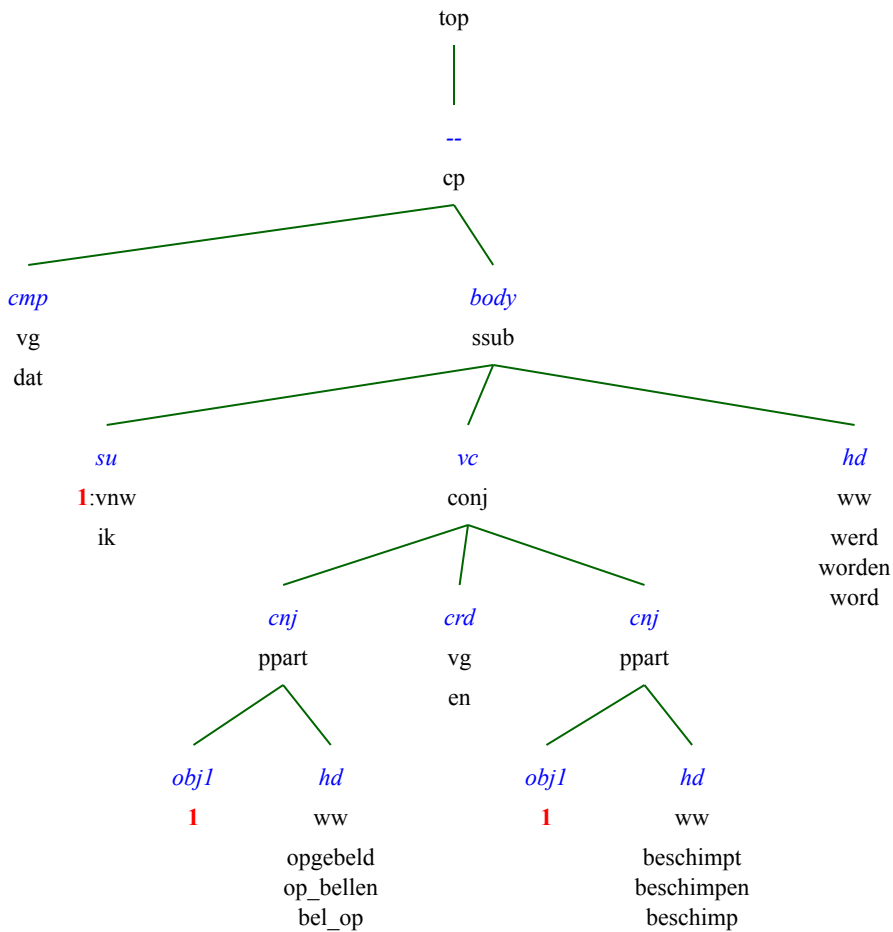 top
--
cp
cmp body
vg ssub
dat
su vc hd
1:vnw conj ww
ik werd
worden
word
cnj crd cnj
ppart vg ppart
en
obj1 hd obj1 hd
1 ww 1 ww
opgebeld beschimpt
op_bellen beschimpen
bel_op beschimp